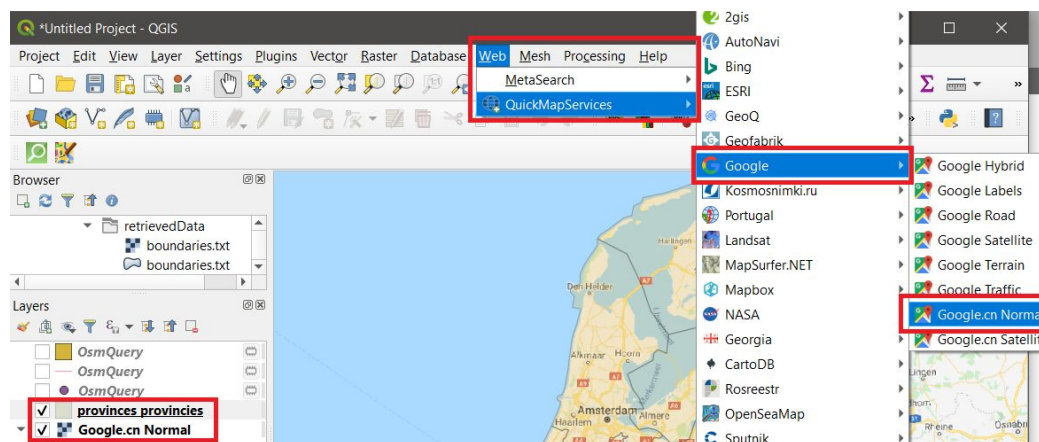 *Untitled Project - QGIS
Project Edit View Layer Settings Plugins Vector Raster Database Web Mesh Processing Help
MetaSearch
QuickMapServices
2gis
AutoNavi
Bing
ESRI
GeoQ
Geofabrik
Google
Kosmosnimki.ru
Portugal
Landsat
MapSurfer.NET
Mapbox
NASA
Georgia
CartoDB
Rosreestr
OpenSeaMap
Sputnik
Google Hybrid
Google Labels
Google Road
Google Satellite
Google Terrain
Google Traffic
Google.cn Norma
Google.cn Satellit
Browser
retrievedData
boundaries.txt
boundaries.txt
Layers
OsmQuery
OsmQuery
OsmQuery
provinces provincies
Google.cn Normal
Harlingen
Den Helder
Alkmaar Hoorn
Amsterdam Almere
Haarlem
Lingen
Rheine